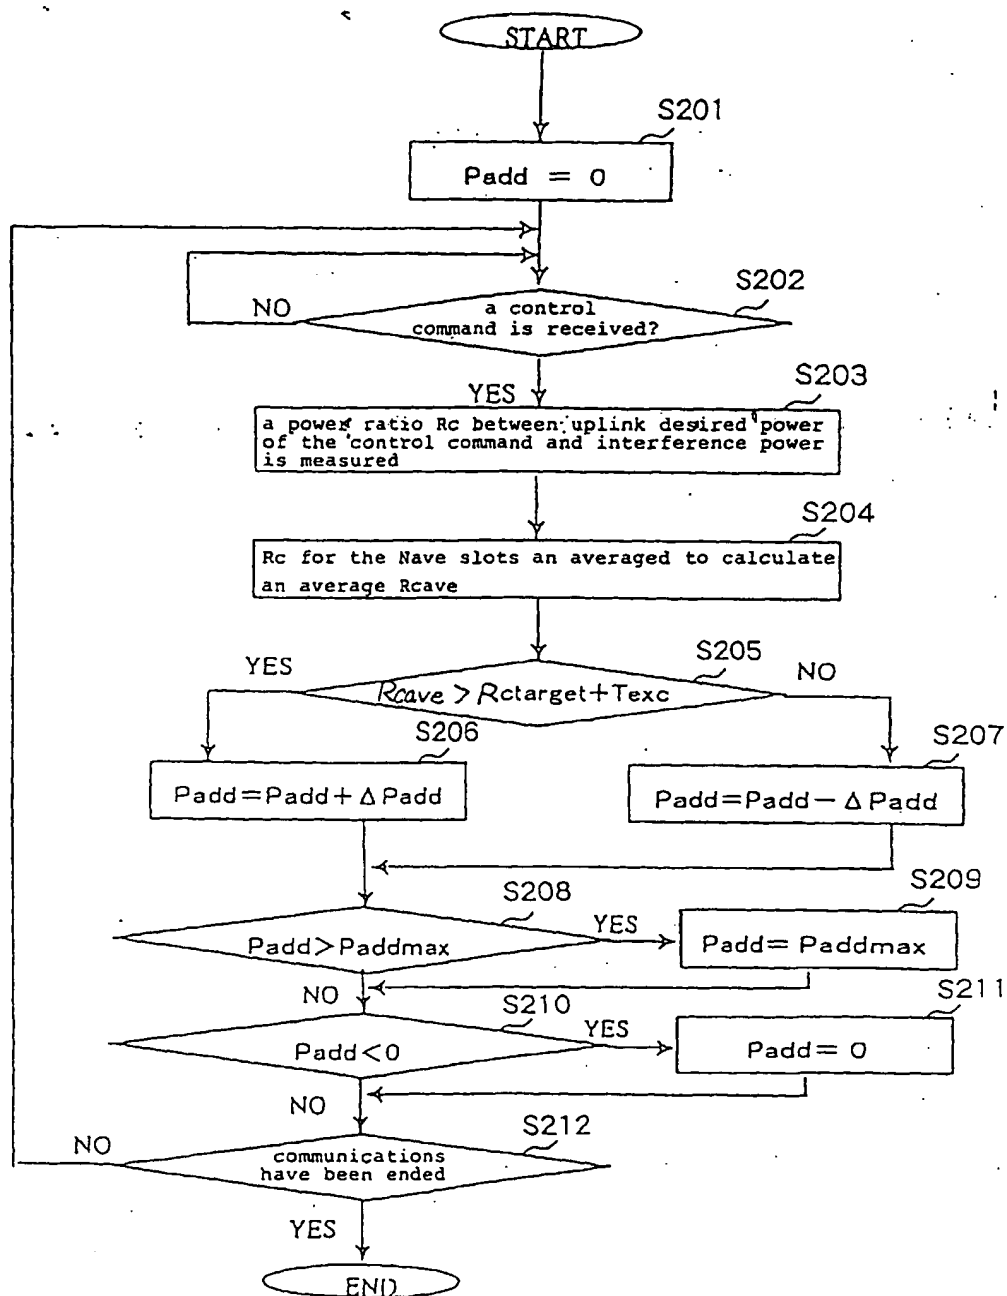 START
S201
Padd = 0
S202
a control
command is received?
NO
YES
S203
a power ratio Rc between uplink desired power
of the control command and interference power
is measured
S204
Rc for the Nave slots an averaged to calculate
an average Rcave
S205
YES
NO
Rcave > Rctarget+Texc
S206
Padd=Padd+ Δ Padd
S207
Padd=Padd- Δ Padd
S208
Padd>Paddmax
YES
S209
Padd= Paddmax
NO
S210
Padd<0
YES
S211
Padd= 0
NO
S212
communications
have been ended
NO
YES
END